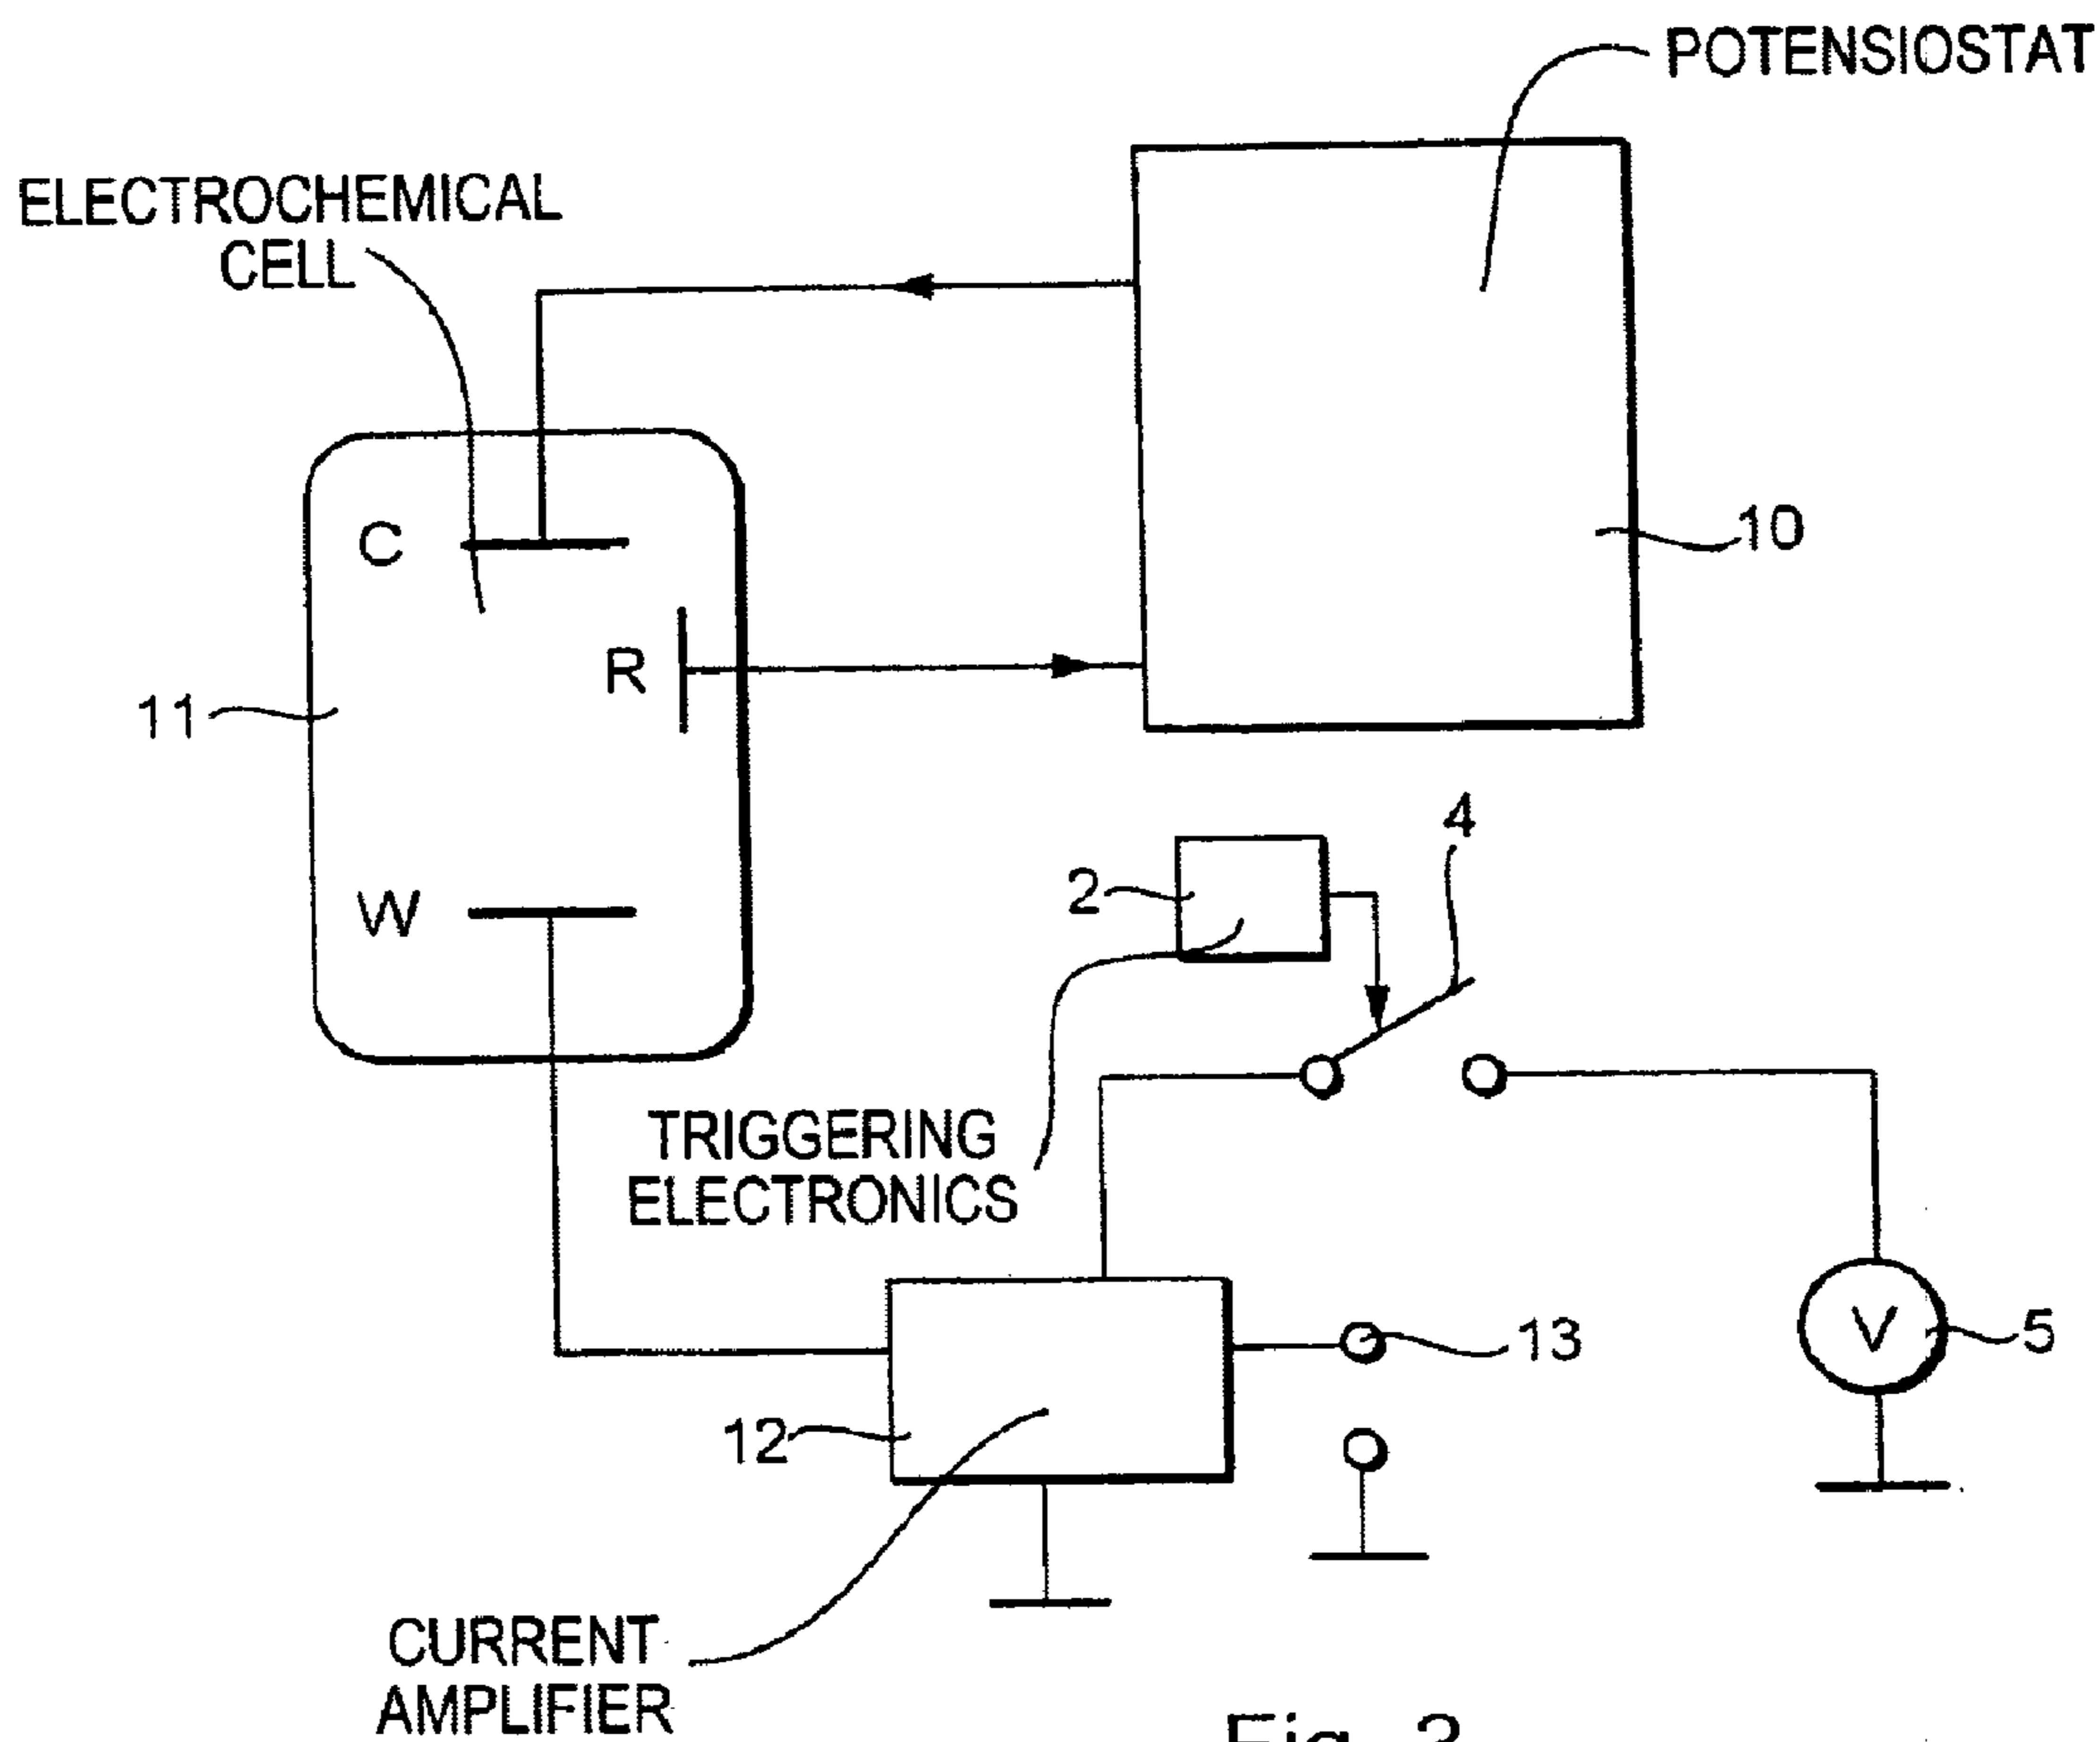 POTENSIOSTAT
ELECTROCHEMICAL
CELL
C
10
R
11
4
2
W
TRIGGERING
ELECTRONICS
13
V
5
12
CURRENT
AMPLIFIER